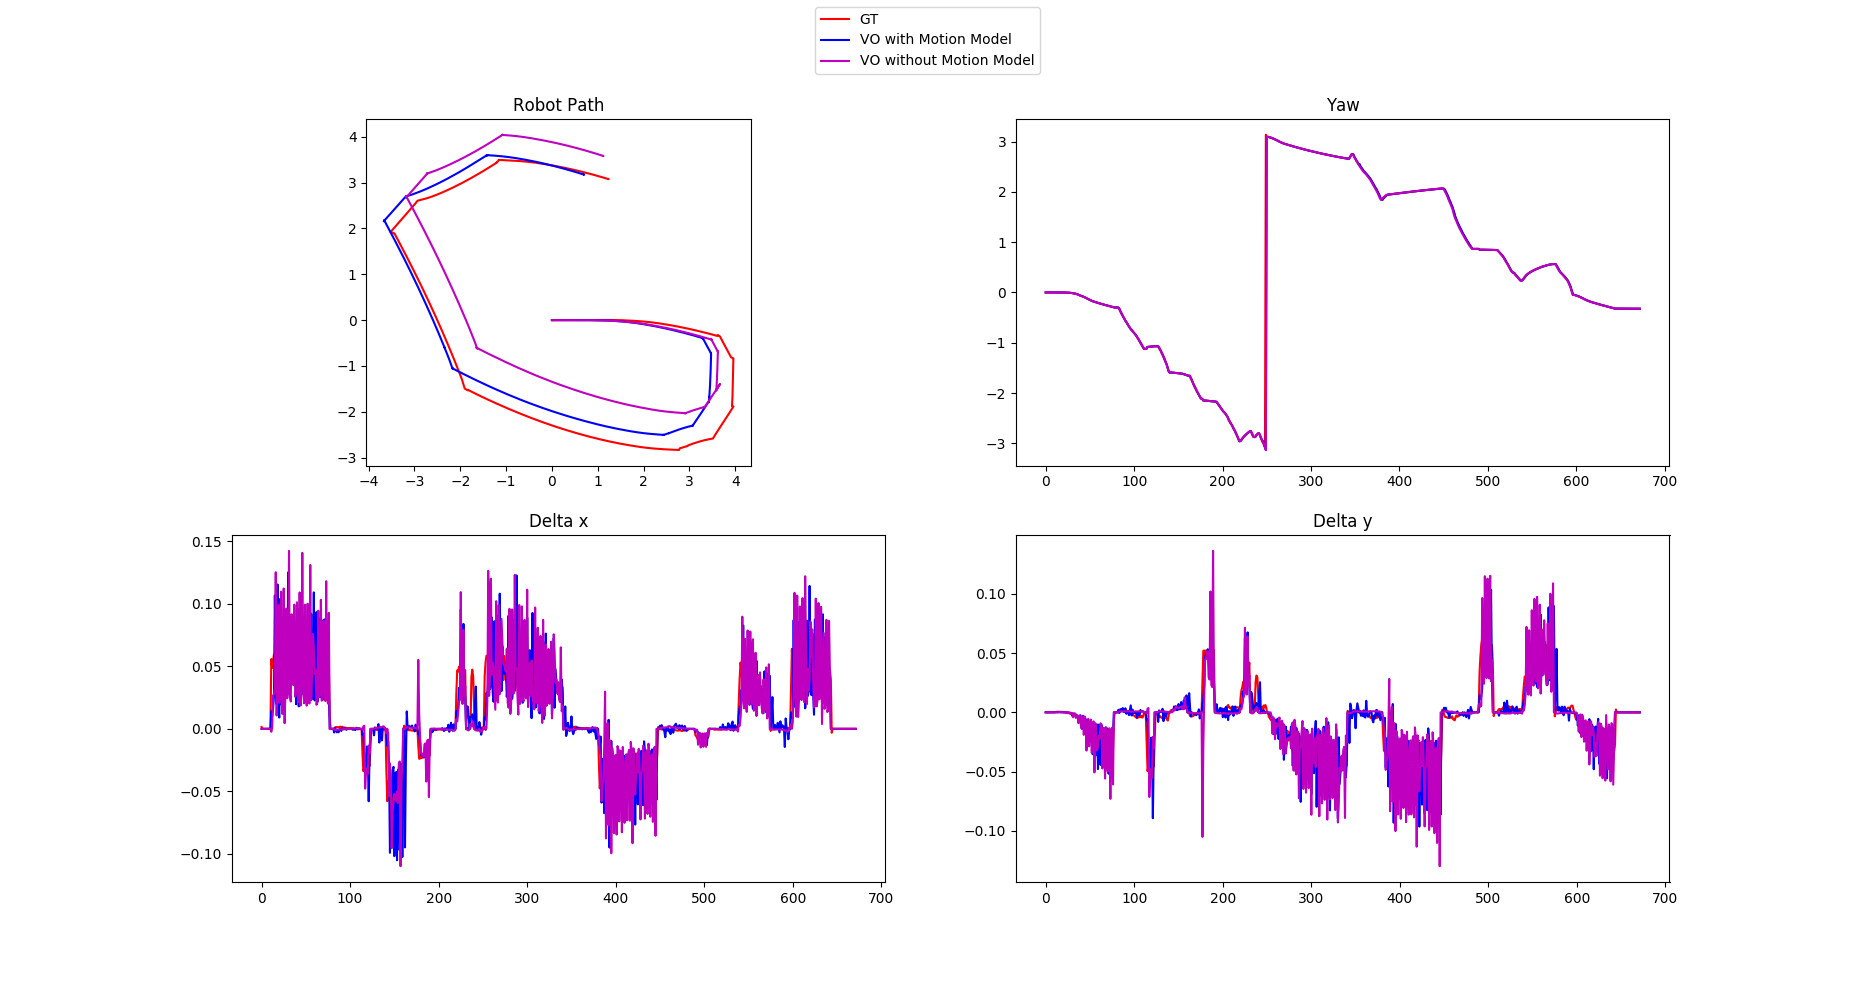 GT
VO with Motion Model
VO without Motion Model
Robot Path
4
3
2
1
0
−1
−2
−3
−4 −3 −2 −1 0 1 2 3 4
Yaw
3
2
1
0
−1
−2
−3
0 100 200 300 400 500 600 700
Delta x
0.15
0.10
0.05
0.00
−0.05
−0.10
0 100 200 300 400 500 600 700
Delta y
0.10
0.05
0.00
−0.05
−0.10
0 100 200 300 400 500 600 700